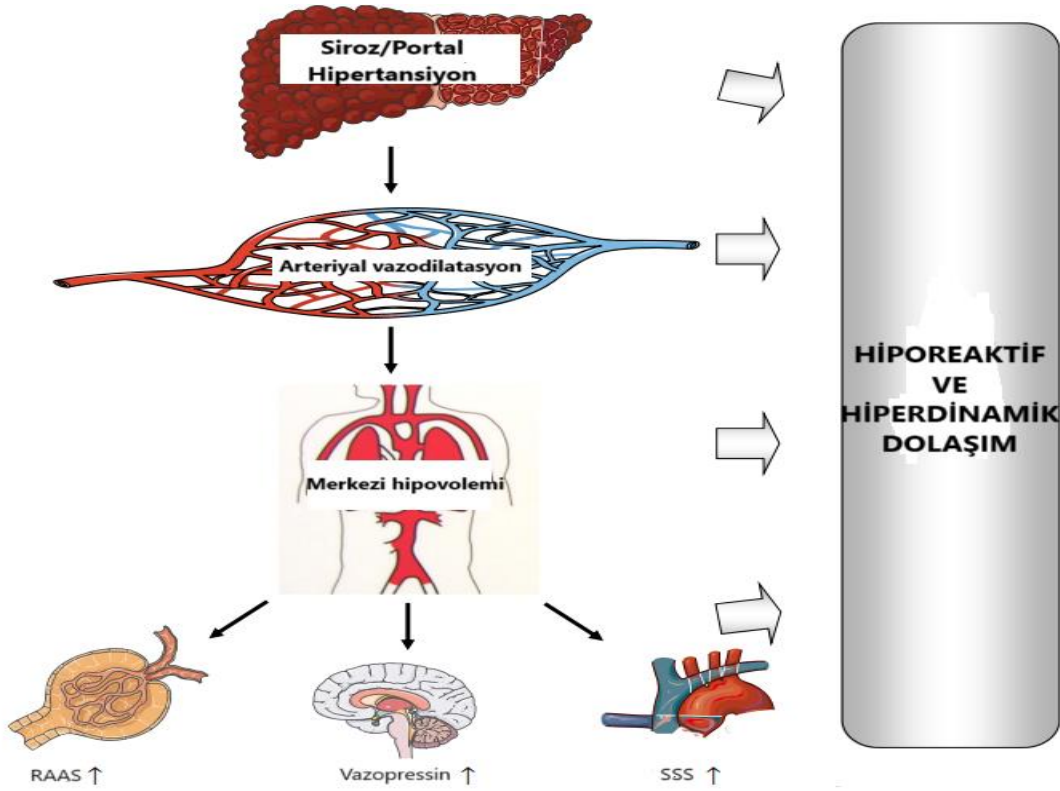 Siroz/Portal
Hipertansiyon
Arteriyal vazodilatasyon
Merkezi hipovolemi
RAAS ↑
Vazopressin ↑
SSS ↑
HİPOREAKTİF
VE
HİPERDİNAMİK
DOLAŞIM